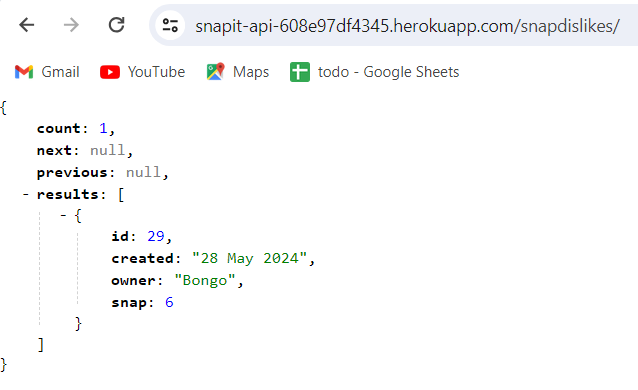 snapit-api-608e97df4345.herokuapp.com/snapdislikes/
Gmail YouTube Maps todo - Google Sheets
{
count: 1,
next: null,
previous: null,
- results: [
- {
id: 29,
created: "28 May 2024",
owner: "Bongo",
snap: 6
}
]
}